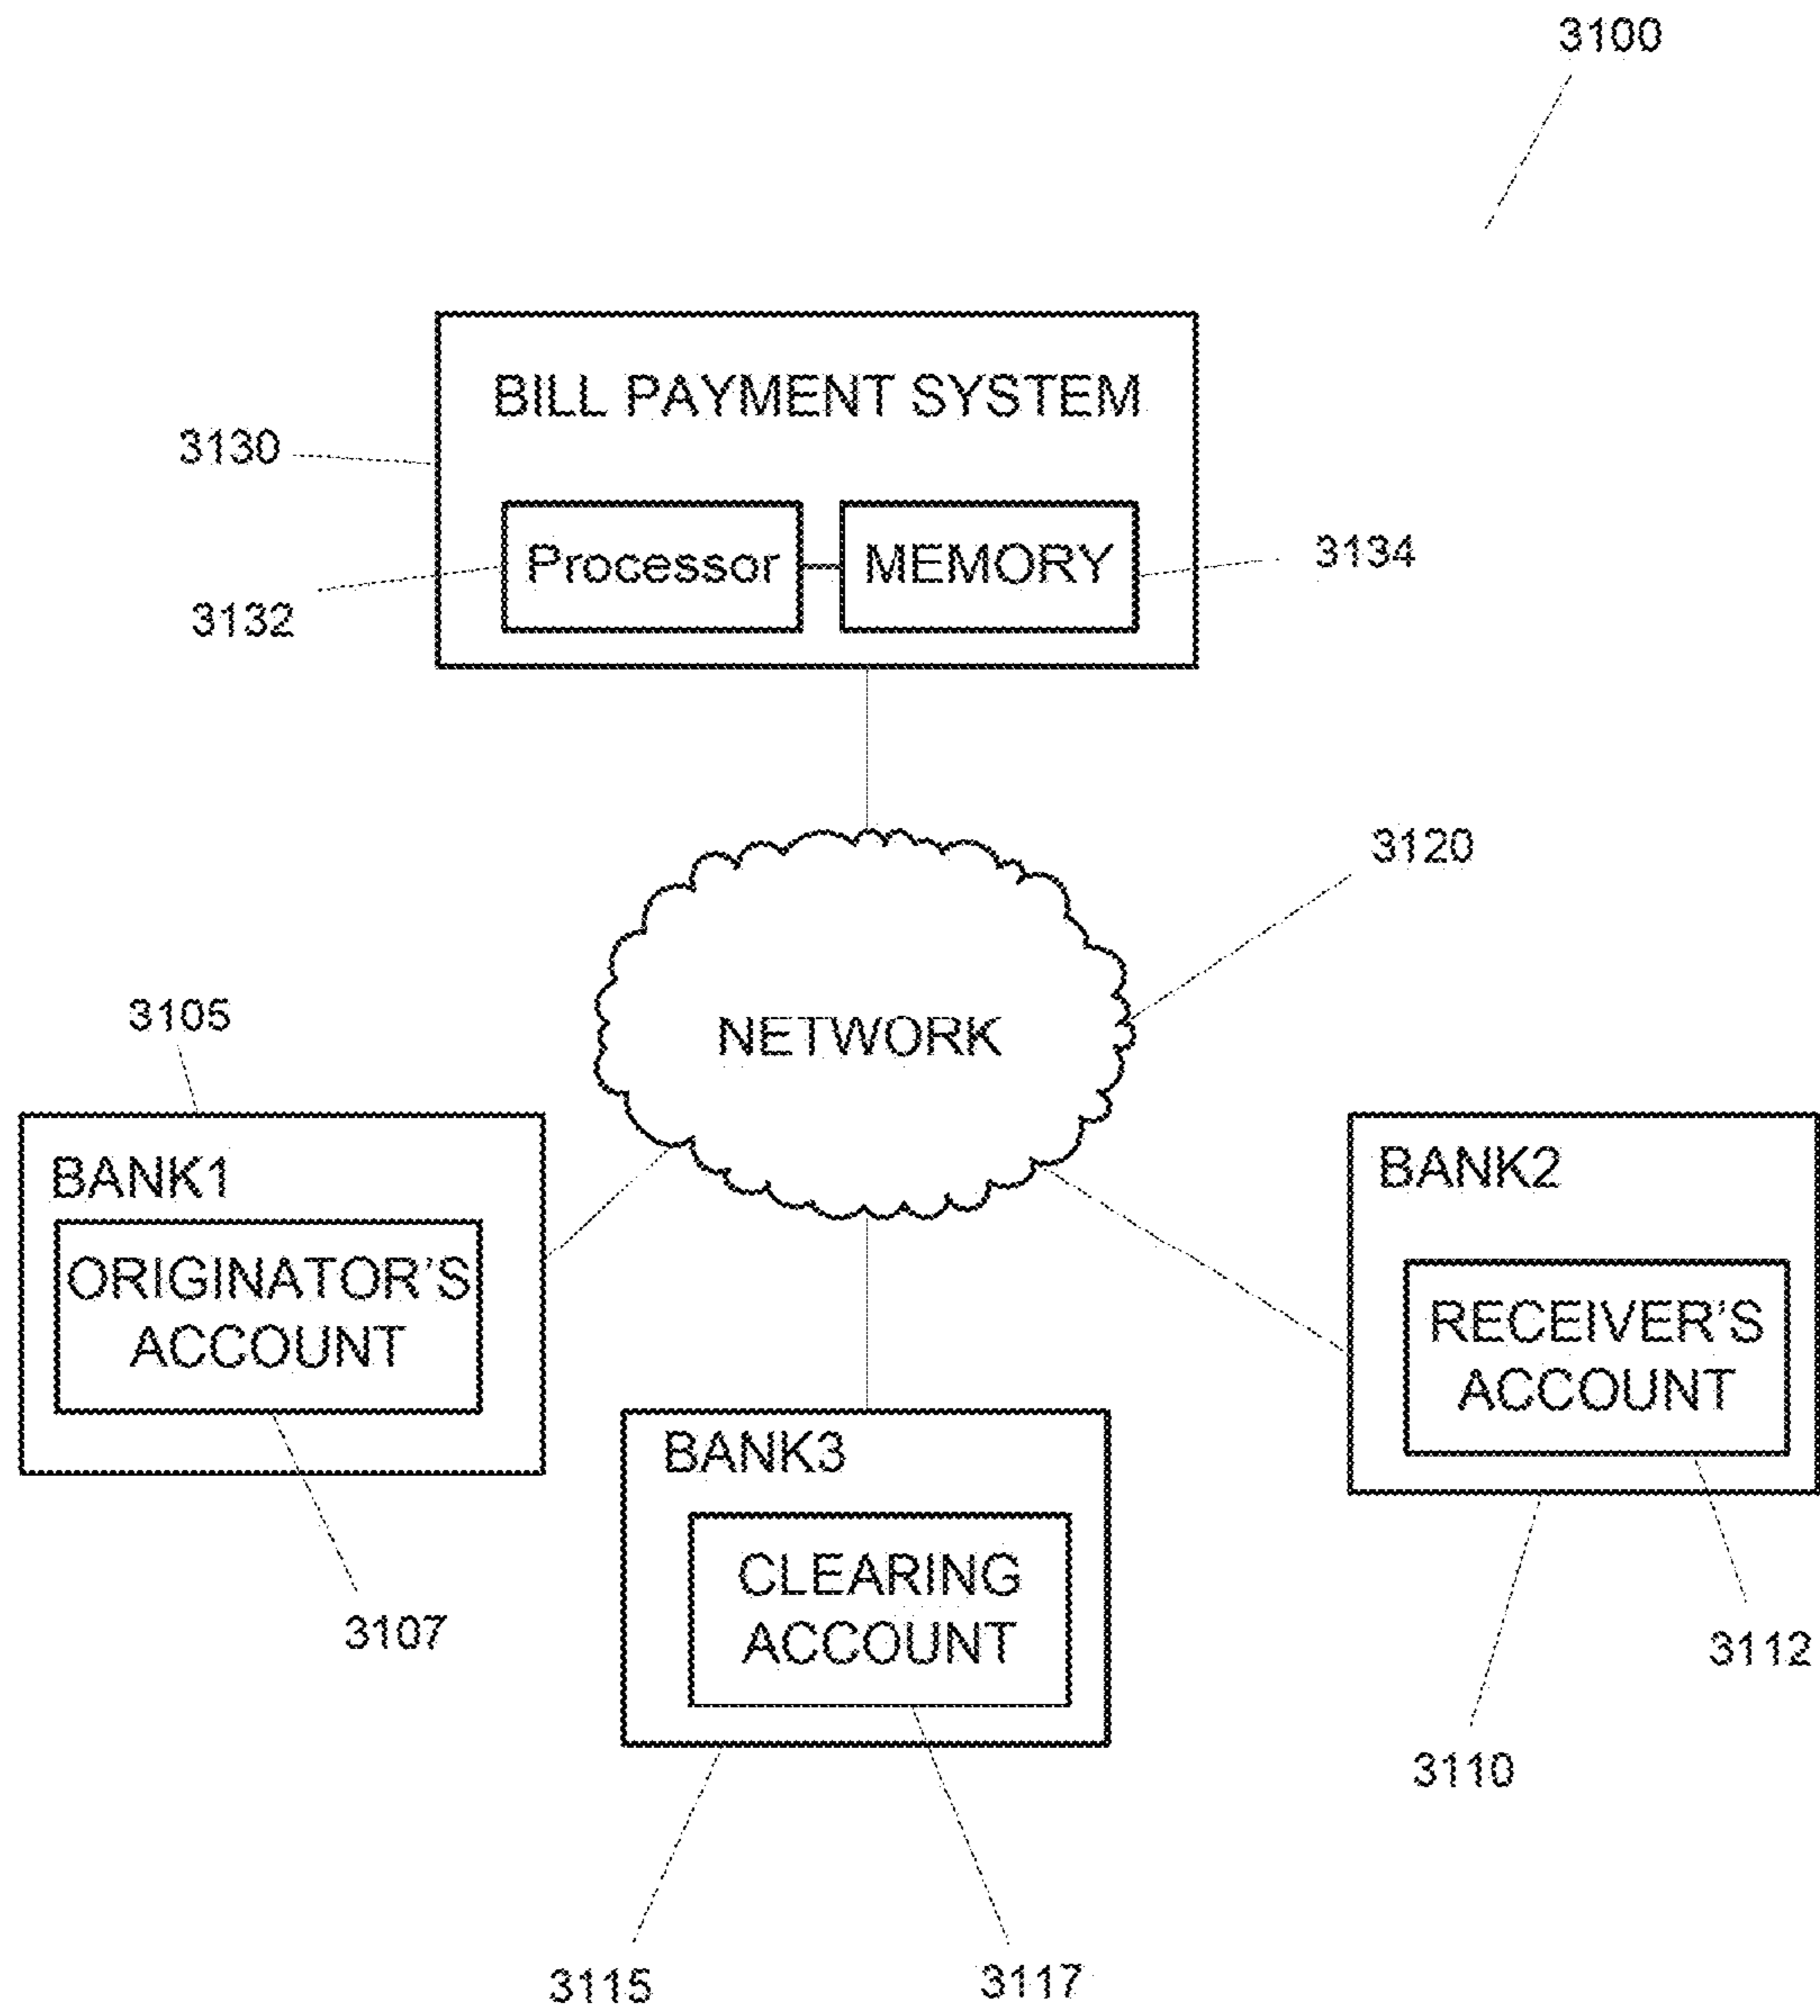 3100
BILL PAYMENT SYSTEM
3130
Processor
MEMORY
3134
3132
3120
NETWORK
3105
BANK1
ORIGINATOR'S
ACCOUNT
3107
BANK2
RECEIVER'S
ACCOUNT
3112
3110
BANK3
CLEARING
ACCOUNT
3115
3117